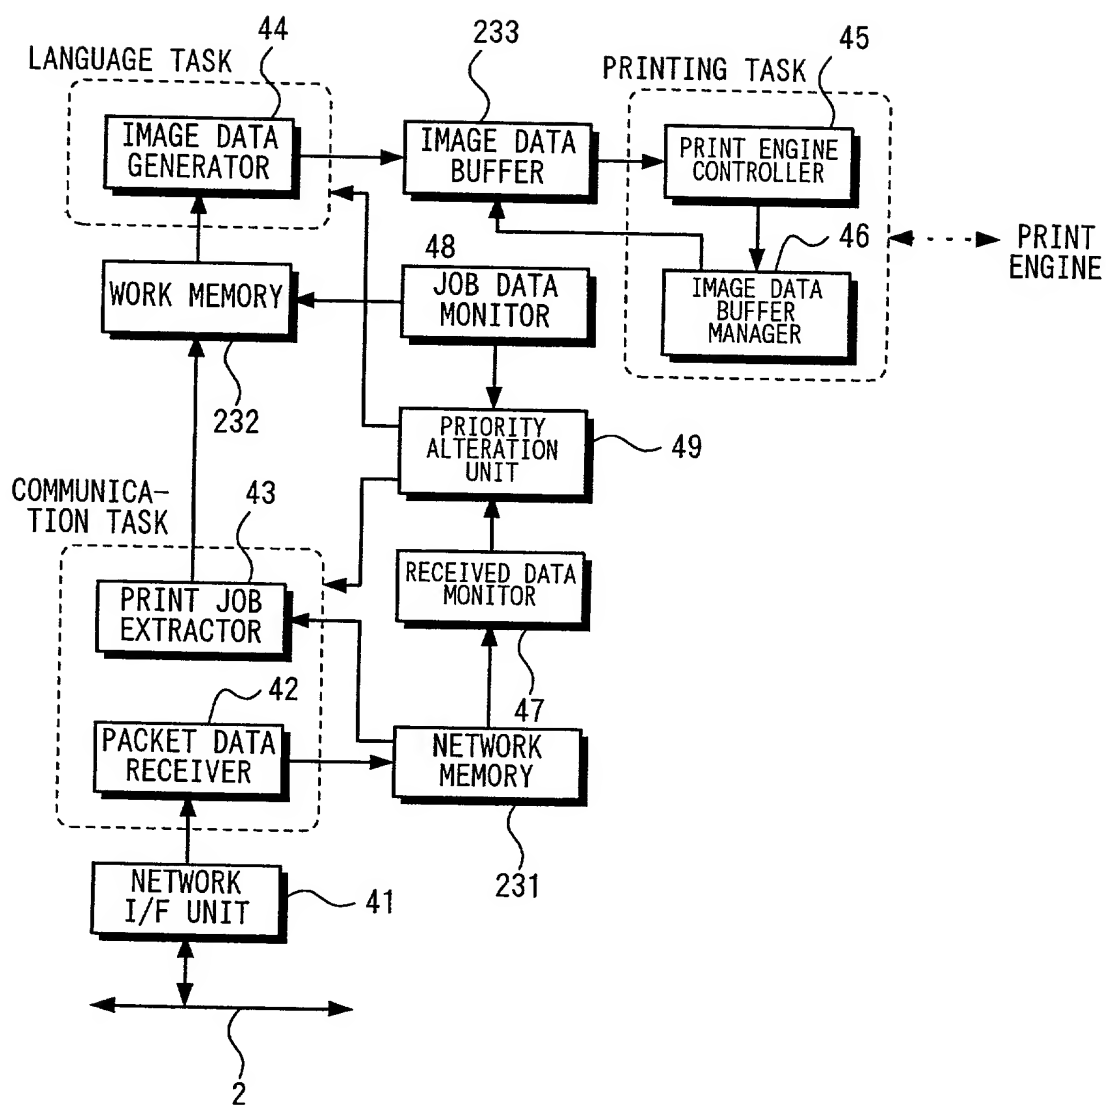 44
233
45
LANGUAGE TASK
PRINTING TASK
IMAGE DATA
GENERATOR
IMAGE DATA
BUFFER
PRINT ENGINE
CONTROLLER
48
46
PRINT
ENGINE
WORK MEMORY
JOB DATA
MONITOR
IMAGE DATA
BUFFER
MANAGER
232
PRIORITY
ALTERATION
UNIT
49
COMMUNICA-
TION TASK
43
RECEIVED DATA
MONITOR
PRINT JOB
EXTRACTOR
42
47
PACKET DATA
RECEIVER
NETWORK
MEMORY
231
NETWORK
I/F UNIT
41
2